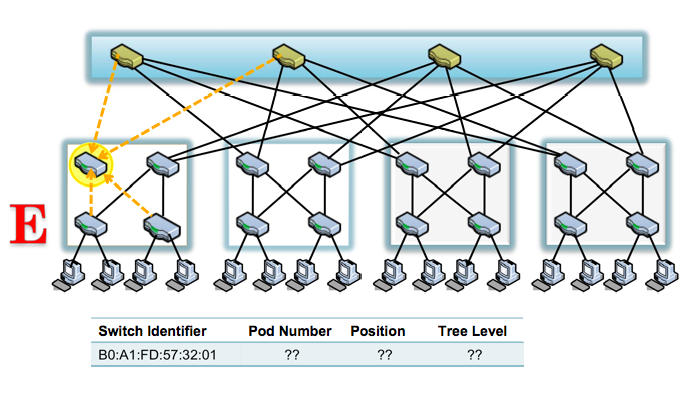 E
Switch Identifier Pod Number Position Tree Level
B0:A1:FD:57:32:01 ?? ?? ??